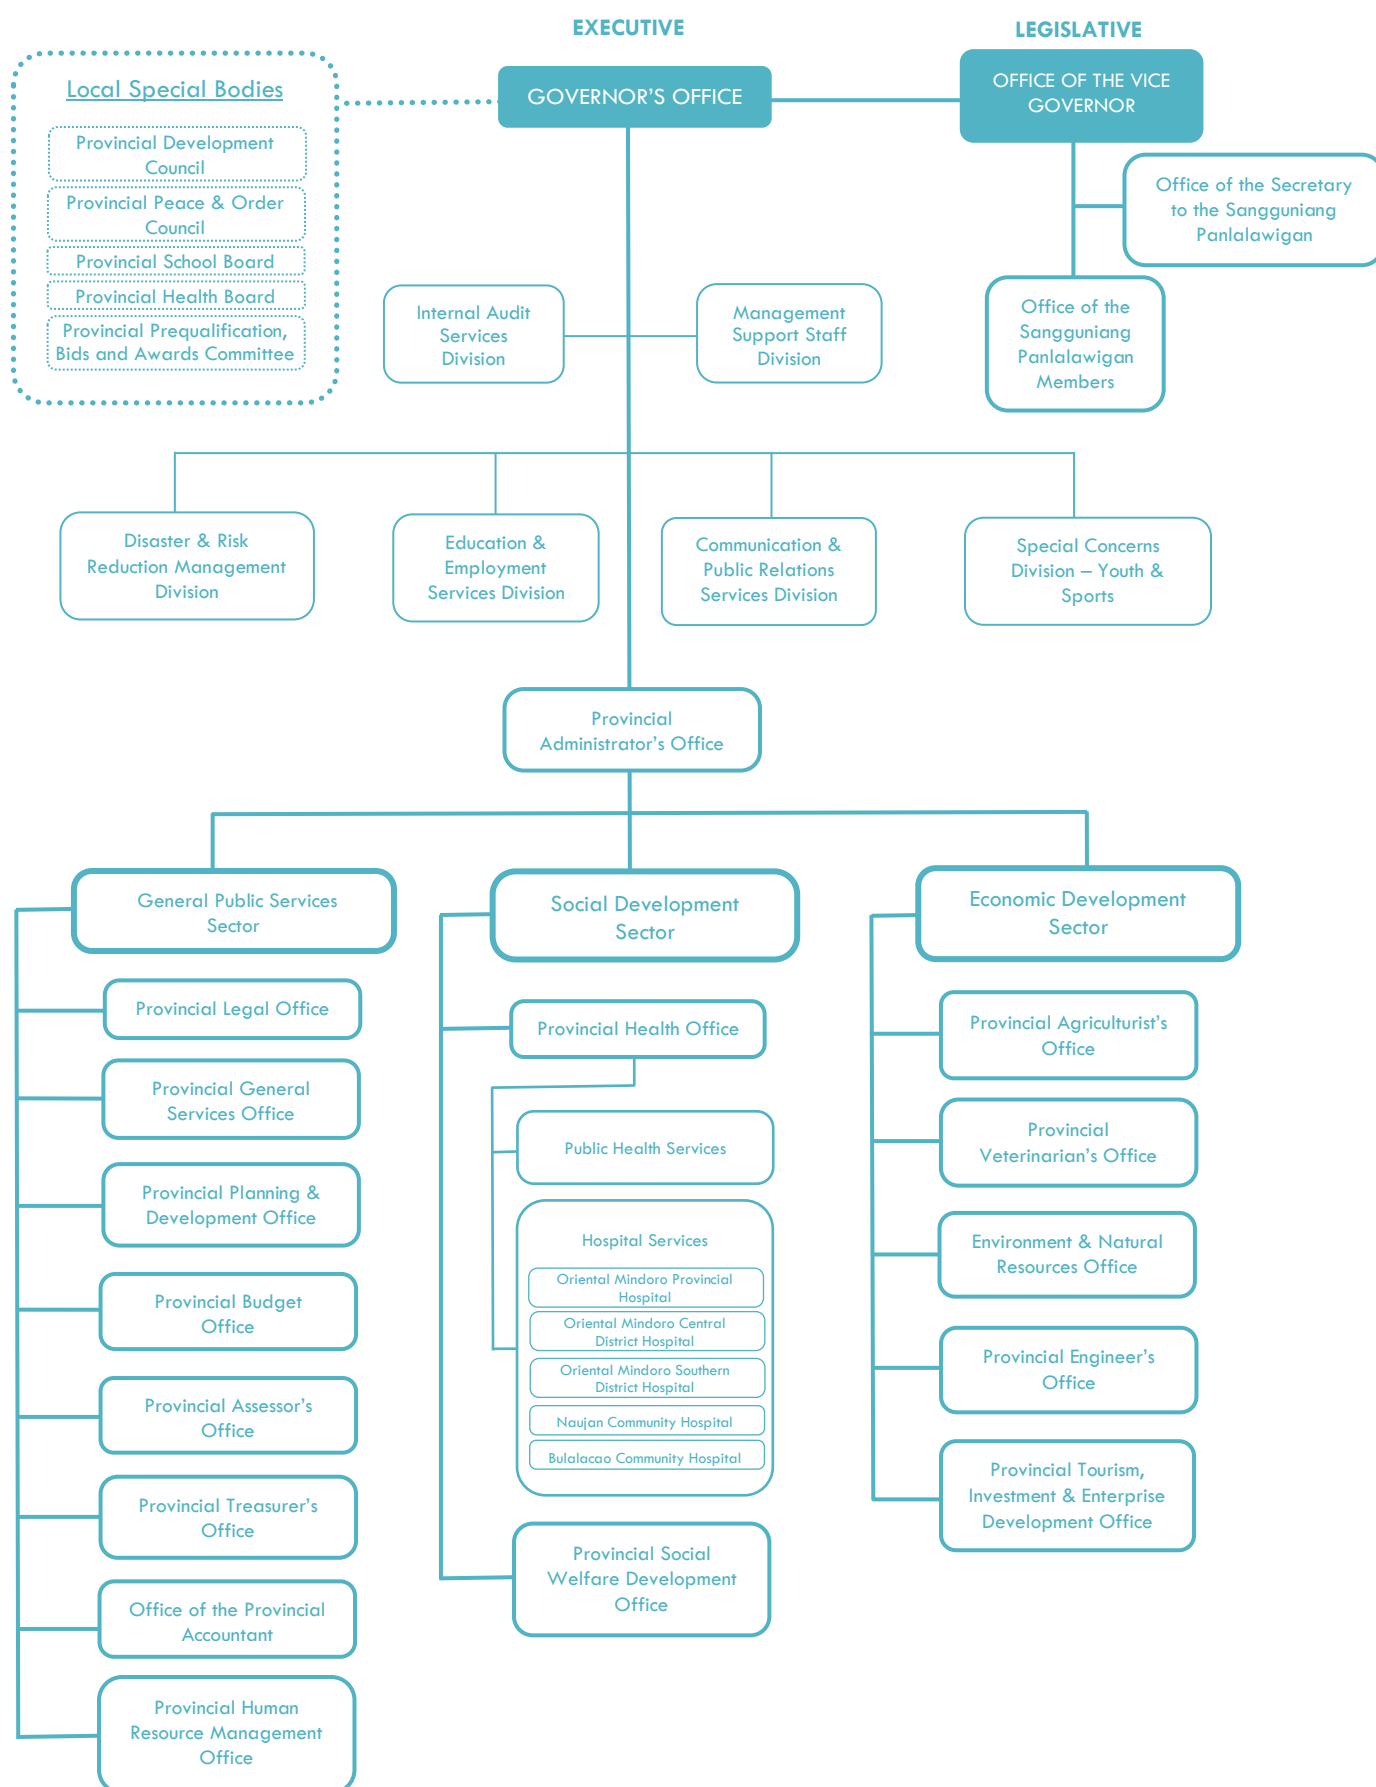 EXECUTIVE
LEGISLATIVE
Local Special Bodies
Provincial Development
Council
Provincial Peace & Order
Council
Provincial School Board
Provincial Health Board
Provincial Prequalification,
Bids and Awards Committee
GOVERNOR'S OFFICE
OFFICE OF THE VICE
GOVERNOR
Office of the Secretary
to the Sangguniang
Panlalawigan
Office of the
Sangguniang
Panlalawigan
Members
Internal Audit
Services
Division
Management
Support Staff
Division
Disaster & Risk
Reduction Management
Division
Education &
Employment
Services Division
Communication &
Public Relations
Services Division
Special Concerns
Division – Youth &
Sports
Provincial
Administrator's Office
General Public Services
Sector
Provincial Legal Office
Provincial General
Services Office
Provincial Planning &
Development Office
Provincial Budget
Office
Provincial Assessor's
Office
Provincial Treasurer's
Office
Office of the Provincial
Accountant
Provincial Human
Resource Management
Office
Social Development
Sector
Provincial Health Office
Public Health Services
Hospital Services
Oriental Mindoro Provincial
Hospital
Oriental Mindoro Central
District Hospital
Oriental Mindoro Southern
District Hospital
Naujan Community Hospital
Bulalacao Community Hospital
Provincial Social
Welfare Development
Office
Economic Development
Sector
Provincial Agriculturist's
Office
Provincial
Veterinarian's Office
Environment & Natural
Resources Office
Provincial Engineer's
Office
Provincial Tourism,
Investment & Enterprise
Development Office